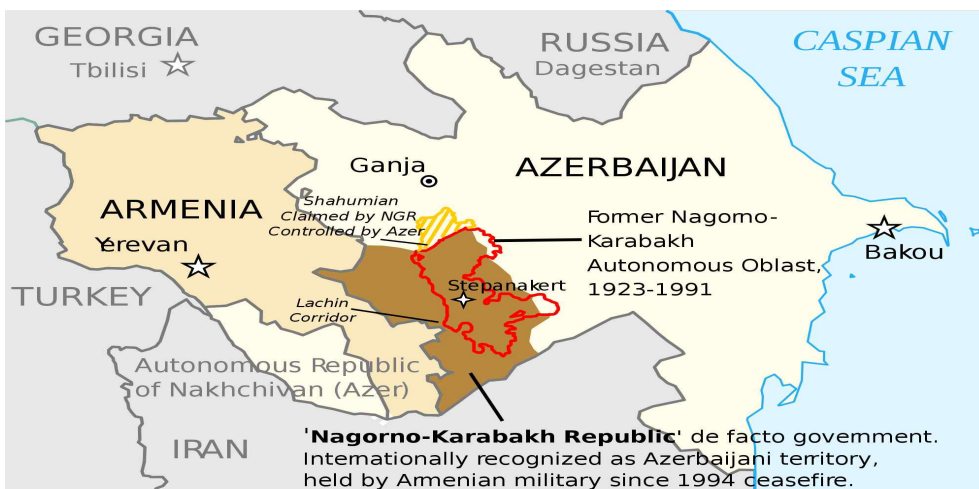 GEORGIA
Tbilisi
RUSSIA
Dagestan
CASPIAN
SEA
Ganja
AZERBAIJAN
Shahumian
Claimed by NGR
Controlled by Azer
ARMENIA
Yerevan
Former Nagorno-
Karabakh
Autonomous Oblast,
1923-1991
Bakou
Stepanakert
TURKEY
Lachin
Corridor
Autonomous Republic
of Nakhchivan (Azer)
IRAN
'Nagorno-Karabakh Republic' de facto government.
Internationally recognized as Azerbaijani territory,
held by Armenian military since 1994 ceasefire.